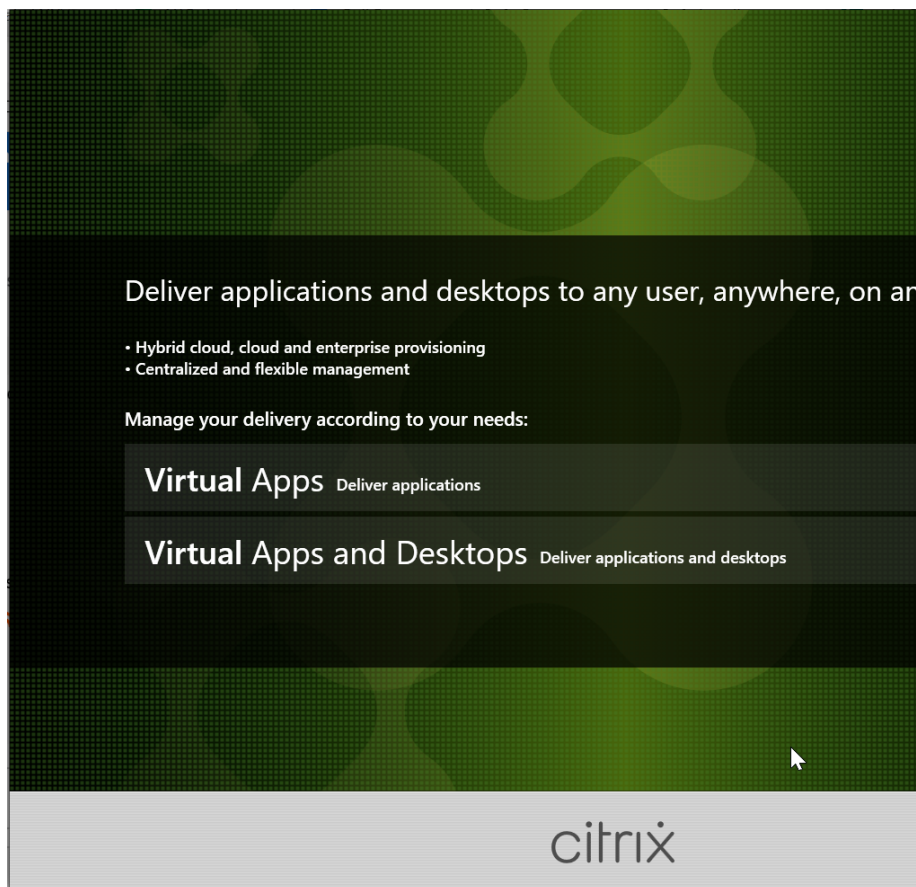 Deliver applications and desktops to any user, anywhere, on an
• Hybrid cloud, cloud and enterprise provisioning
• Centralized and flexible management
Manage your delivery according to your needs:
Virtual Apps Deliver applications
Virtual Apps and Desktops Deliver applications and desktops
citrix